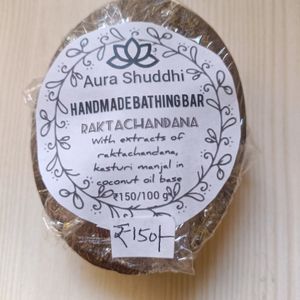 Aura Shuddhi
HANDMADE BATHING BAR
RAKTACHANDANA
With extracts of
raktachandana,
kasturi manjal in
coconut oil base
₹150/100 g
₹150/-